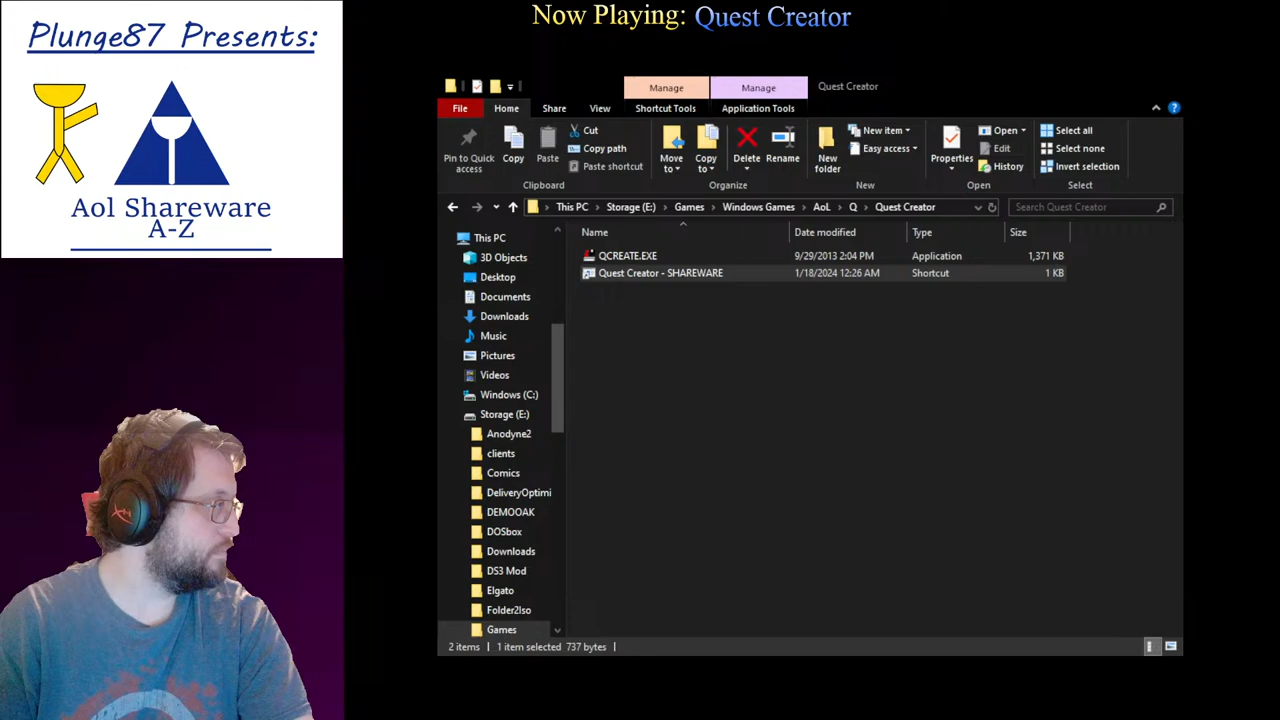 Now Playing: Quest Creator
Plunge87 Presents:
Aol Shareware
A-Z
Manage
Manage
Quest Creator
File
Home
Share
View
Shortcut Tools
Application Tools
Pin to Quick
access
Copy
Paste
Cut
Copy path
Paste shortcut
Clipboard
Move
to
Copy
to
Delete
Rename
Organize
New
folder
New item
Easy access
New
Properties
Open
Edit
History
Open
Select all
Select none
Invert selection
Select
This PC > Storage (E:) > Games > Windows Games > AoL > Q > Quest Creator
Search Quest Creator
Name
Date modified
Type
Size
QCREATE.EXE 9/29/2013 2:04 PM Application 1,371 KB
Quest Creator - SHAREWARE 1/18/2024 12:26 AM Shortcut 1 KB
This PC
3D Objects
Desktop
Documents
Downloads
Music
Pictures
Videos
Windows (C:)
Storage (E:)
Anodyne2
clients
Comics
DeliveryOptimi
DEMOOAK
DOSbox
Downloads
DS3 Mod
Elgato
Folder2Iso
Games
2 items
1 item selected 737 bytes